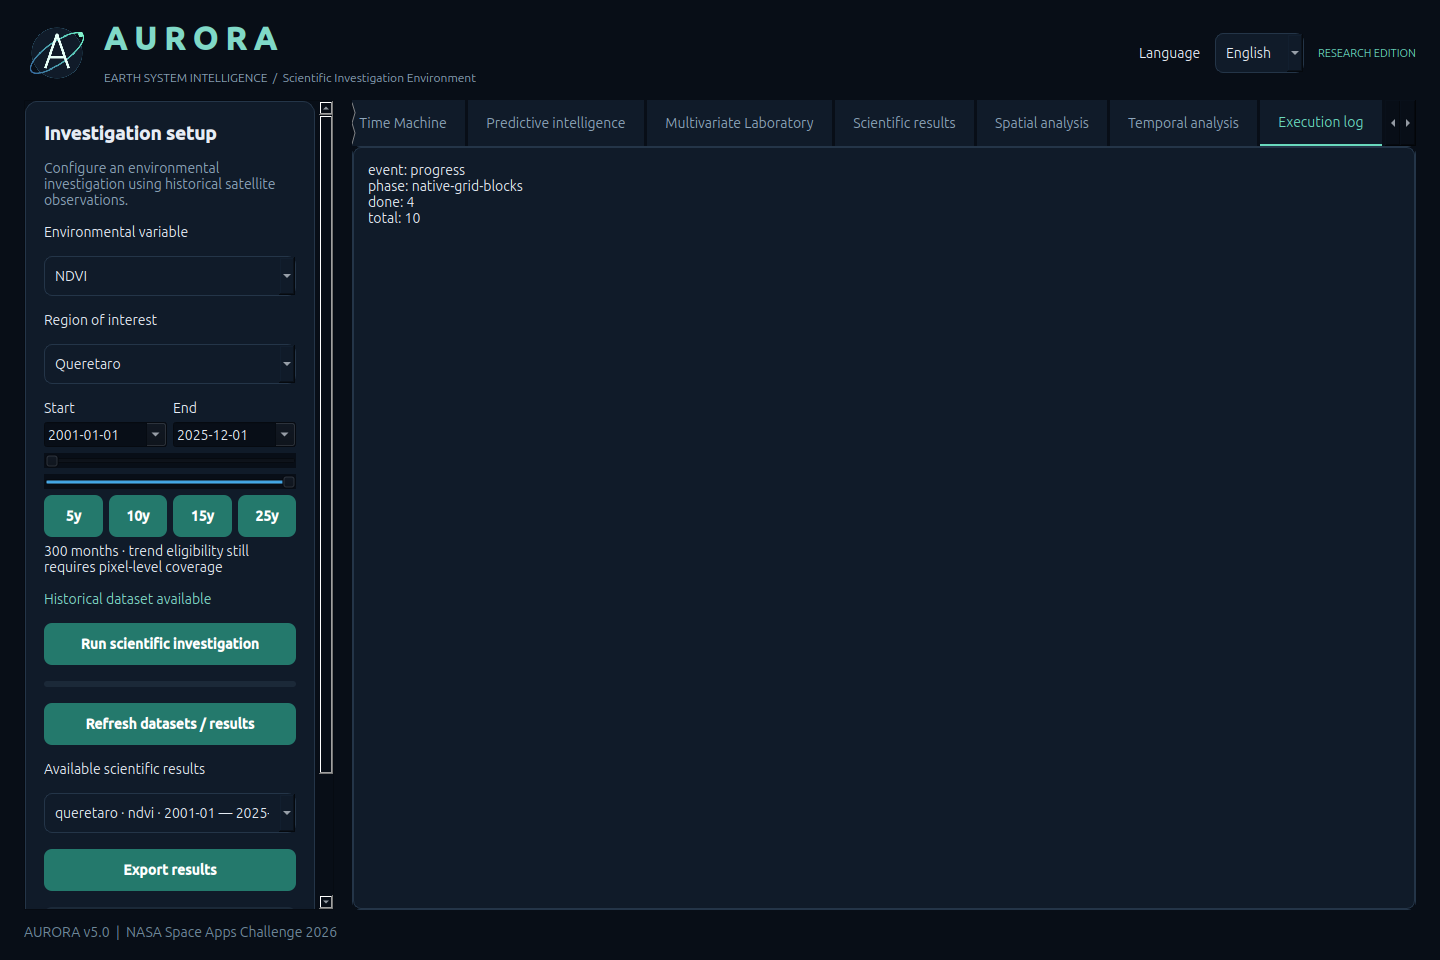 AURORA
EARTH SYSTEM INTELLIGENCE / Scientific Investigation Environment
Language
English
RESEARCH EDITION
Investigation setup
Configure an environmental
investigation using historical satellite
observations.
Environmental variable
NDVI
Region of interest
Queretaro
Start
End
2001-01-01
2025-12-01
5y
10y
15y
25y
300 months · trend eligibility still
requires pixel-level coverage
Historical dataset available
Run scientific investigation
Refresh datasets / results
Available scientific results
queretaro · ndvi · 2001-01 — 2025-
Export results
Time Machine
Predictive intelligence
Multivariate Laboratory
Scientific results
Spatial analysis
Temporal analysis
Execution log
event: progress
phase: native-grid-blocks
done: 4
total: 10
AURORA v5.0 | NASA Space Apps Challenge 2026